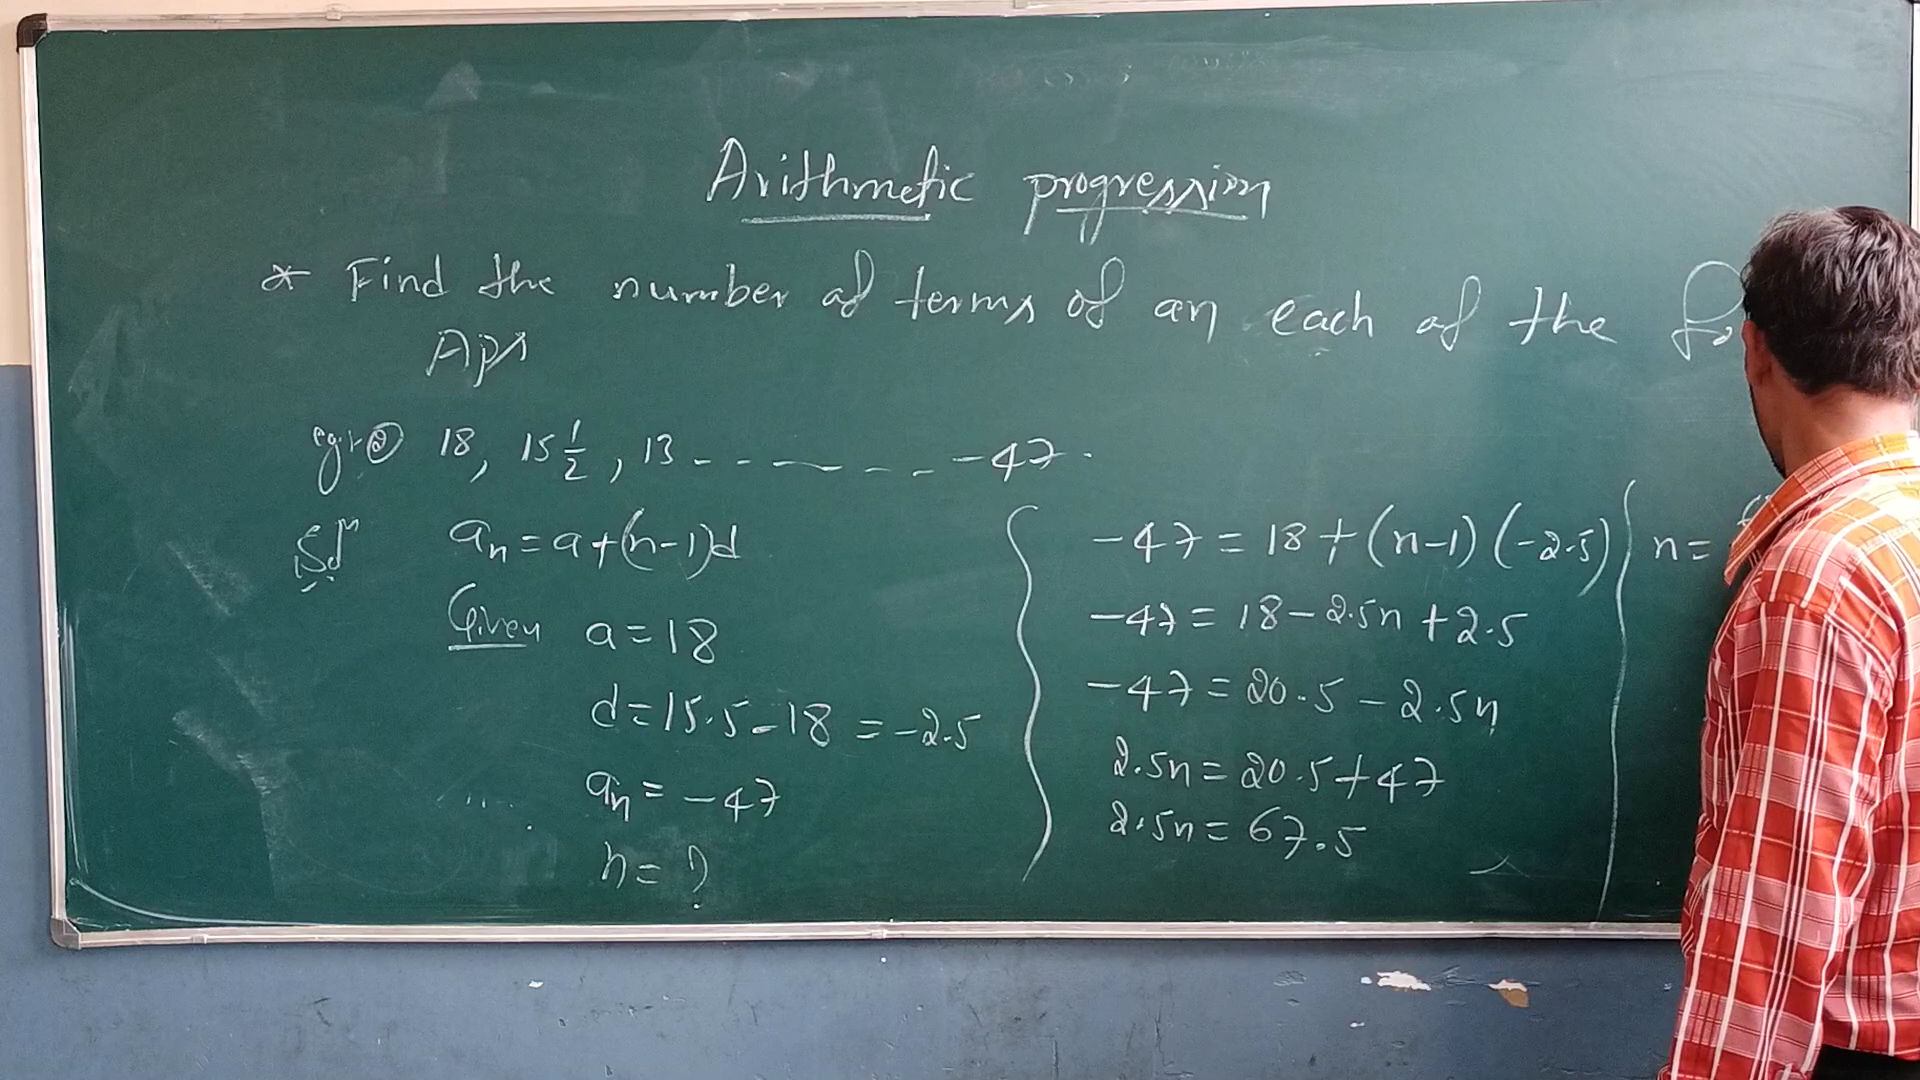 Arithmetic progression
* Find the number of terms of an each of the
Aps
eg:- ② 18, 15 1/2, 13 - - - - - - - -47.
Solⁿ aₙ = a+(n-1)d
Given a = 18
d = 15.5 - 18 = -2.5
aₙ = -47
n = ?
-47 = 18 + (n-1) (-2.5)
-47 = 18 - 2.5n + 2.5
-47 = 20.5 - 2.5n
2.5n = 20.5 + 47
2.5n = 67.5
n =